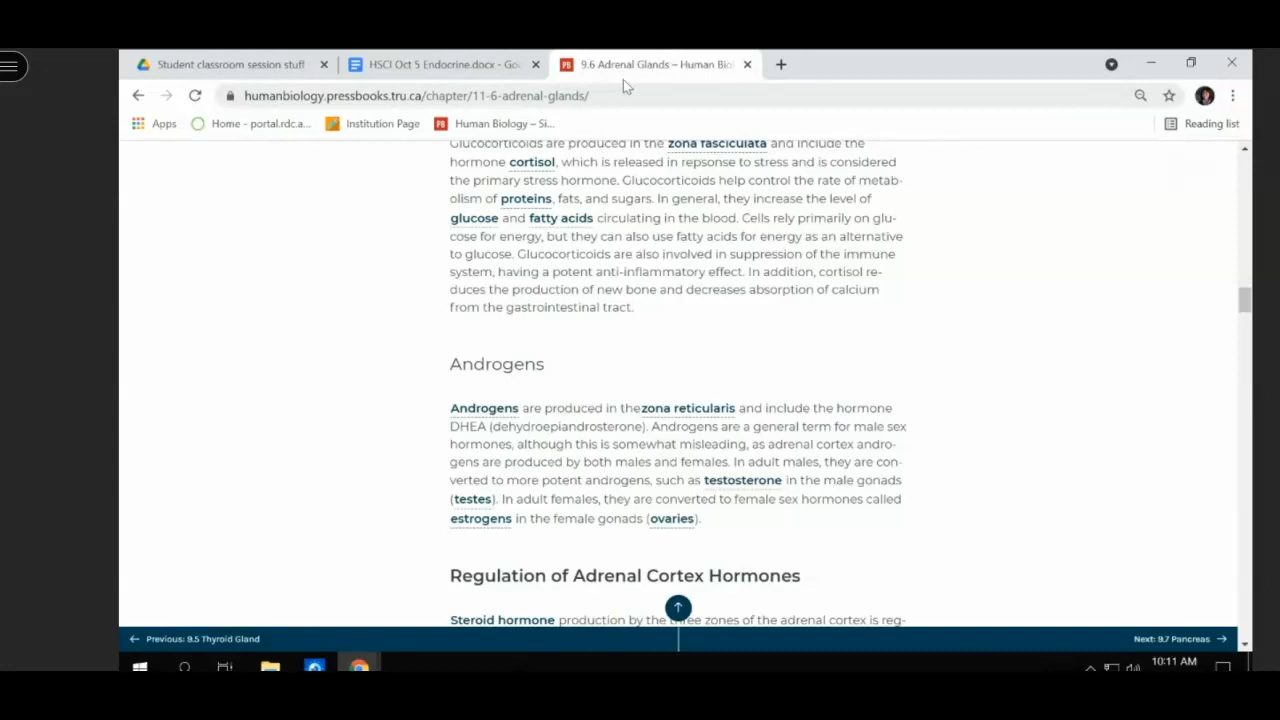 Student classroom session stuff
HSCI Oct 5 Endocrine.docx - Go
9.6 Adrenal Glands – Human Bio
humanbiology.pressbooks.tru.ca/chapter/11-6-adrenal-glands/
Apps
Home - portal.rdc.a...
Institution Page
Human Biology – Si...
Reading list
Glucocorticoids are produced in the zona fasciculata and include the
hormone cortisol, which is released in repsonse to stress and is considered
the primary stress hormone. Glucocorticoids help control the rate of metab-
olism of proteins, fats, and sugars. In general, they increase the level of
glucose and fatty acids circulating in the blood. Cells rely primarily on glu-
cose for energy, but they can also use fatty acids for energy as an alternative
to glucose. Glucocorticoids are also involved in suppression of the immune
system, having a potent anti-inflammatory effect. In addition, cortisol re-
duces the production of new bone and decreases absorption of calcium
from the gastrointestinal tract.
Androgens
Androgens are produced in the zona reticularis and include the hormone
DHEA (dehydroepiandrosterone). Androgens are a general term for male sex
hormones, although this is somewhat misleading, as adrenal cortex andro-
gens are produced by both males and females. In adult males, they are con-
verted to more potent androgens, such as testosterone in the male gonads
(testes). In adult females, they are converted to female sex hormones called
estrogens in the female gonads (ovaries).
Regulation of Adrenal Cortex Hormones
Steroid hormone production by the three zones of the adrenal cortex is reg-
Previous: 9.5 Thyroid Gland
Next: 9.7 Pancreas
10:11 AM